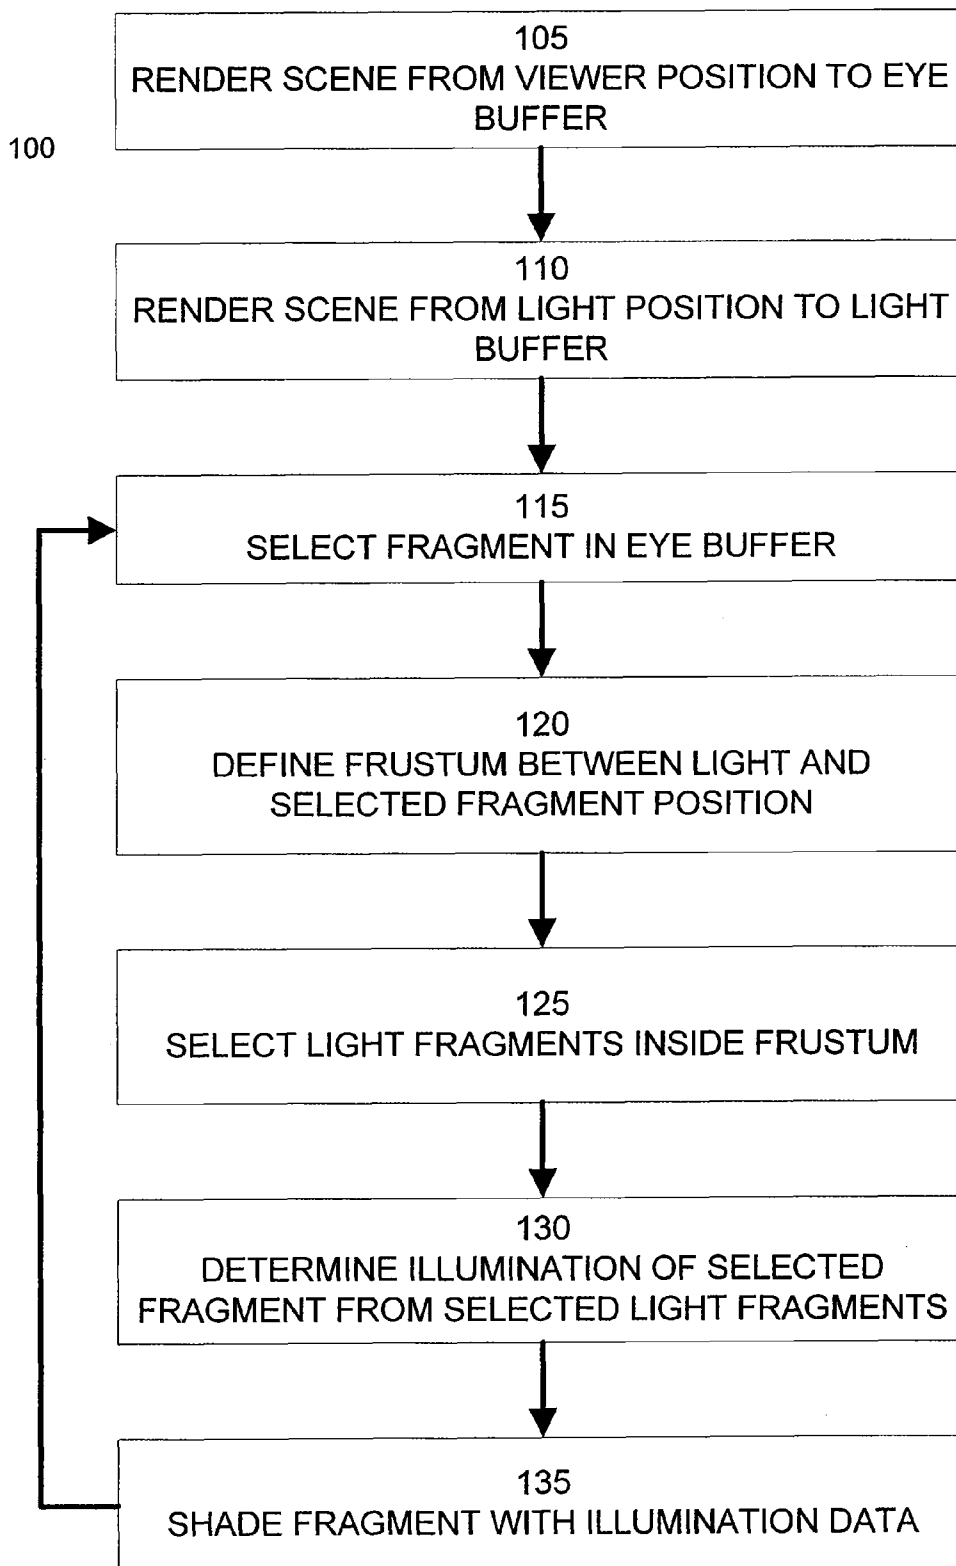 105
RENDER SCENE FROM VIEWER POSITION TO EYE
BUFFER
100
110
RENDER SCENE FROM LIGHT POSITION TO LIGHT
BUFFER
115
SELECT FRAGMENT IN EYE BUFFER
120
DEFINE FRUSTUM BETWEEN LIGHT AND
SELECTED FRAGMENT POSITION
125
SELECT LIGHT FRAGMENTS INSIDE FRUSTUM
130
DETERMINE ILLUMINATION OF SELECTED
FRAGMENT FROM SELECTED LIGHT FRAGMENTS
135
SHADE FRAGMENT WITH ILLUMINATION DATA